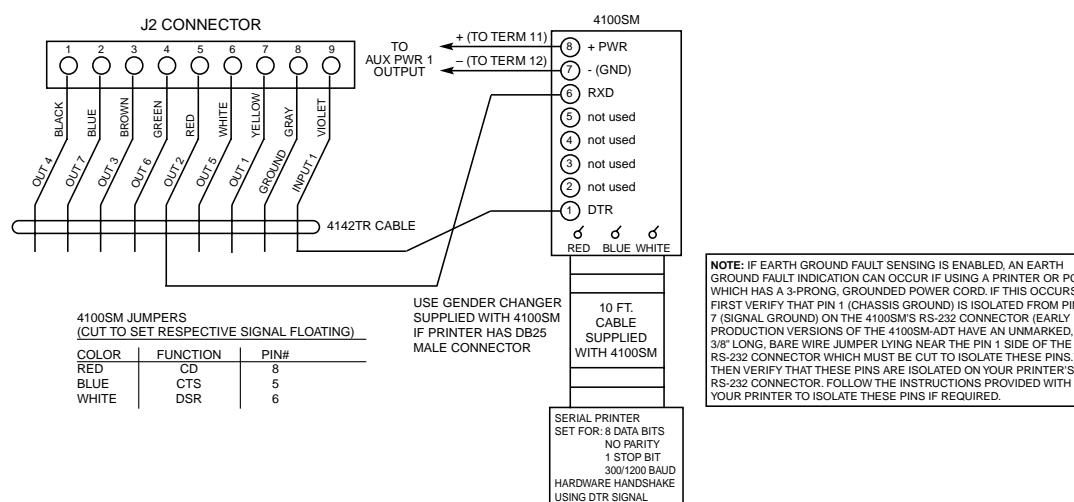 4100SM
J2 CONNECTOR
1 2 3 4 5 6 7 8 9
BLACK
BLUE
BROWN
GREEN
RED
WHITE
YELLOW
GRAY
VIOLET
OUT 4
OUT 7
OUT 3
OUT 6
OUT 2
OUT 5
OUT 1
GROUND
INPUT 1
4142TR CABLE
TO
AUX PWR 1
OUTPUT
+ (TO TERM 11)
– (TO TERM 12)
8 + PWR
7 - (GND)
6 RXD
5 not used
4 not used
3 not used
2 not used
1 DTR
RED BLUE WHITE
USE GENDER CHANGER
SUPPLIED WITH 4100SM
IF PRINTER HAS DB25
MALE CONNECTOR
10 FT.
CABLE
SUPPLIED
WITH 4100SM
4100SM JUMPERS
(CUT TO SET RESPECTIVE SIGNAL FLOATING)
COLOR FUNCTION PIN#
RED CD 8
BLUE CTS 5
WHITE DSR 6
SERIAL PRINTER
SET FOR: 8 DATA BITS
NO PARITY
1 STOP BIT
300/1200 BAUD
HARDWARE HANDSHAKE
USING DTR SIGNAL
NOTE: IF EARTH GROUND FAULT SENSING IS ENABLED, AN EARTH
GROUND FAULT INDICATION CAN OCCUR IF USING A PRINTER OR
WHICH HAS A 3-PRONG, GROUNDED POWER CORD. IF THIS OCCURS
FIRST VERIFY THAT PIN 1 (CHASSIS GROUND) IS ISOLATED FROM
7 (SIGNAL GROUND) ON THE 4100SM'S RS-232 CONNECTOR (EARLY
PRODUCTION VERSIONS OF THE 4100SM-ADT HAVE AN UNMARKED,
3/8" LONG, BARE WIRE JUMPER LYING NEAR THE PIN 1 SIDE OF THE
RS-232 CONNECTOR WHICH MUST BE CUT TO ISOLATE THESE PINS.
THEN VERIFY THAT THESE PINS ARE ISOLATED ON YOUR PRINTER'S
RS-232 CONNECTOR. FOLLOW THE INSTRUCTIONS PROVIDED WITH
YOUR PRINTER TO ISOLATE THESE PINS IF REQUIRED.